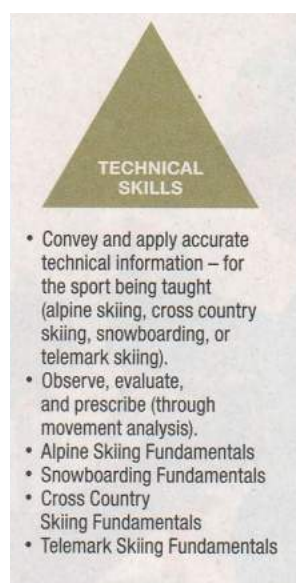 TECHNICAL
SKILLS
• Convey and apply accurate
technical information – for
the sport being taught
(alpine skiing, cross country
skiing, snowboarding, or
telemark skiing).
• Observe, evaluate,
and prescribe (through
movement analysis).
• Alpine Skiing Fundamentals
• Snowboarding Fundamentals
• Cross Country
Skiing Fundamentals
• Telemark Skiing Fundamentals